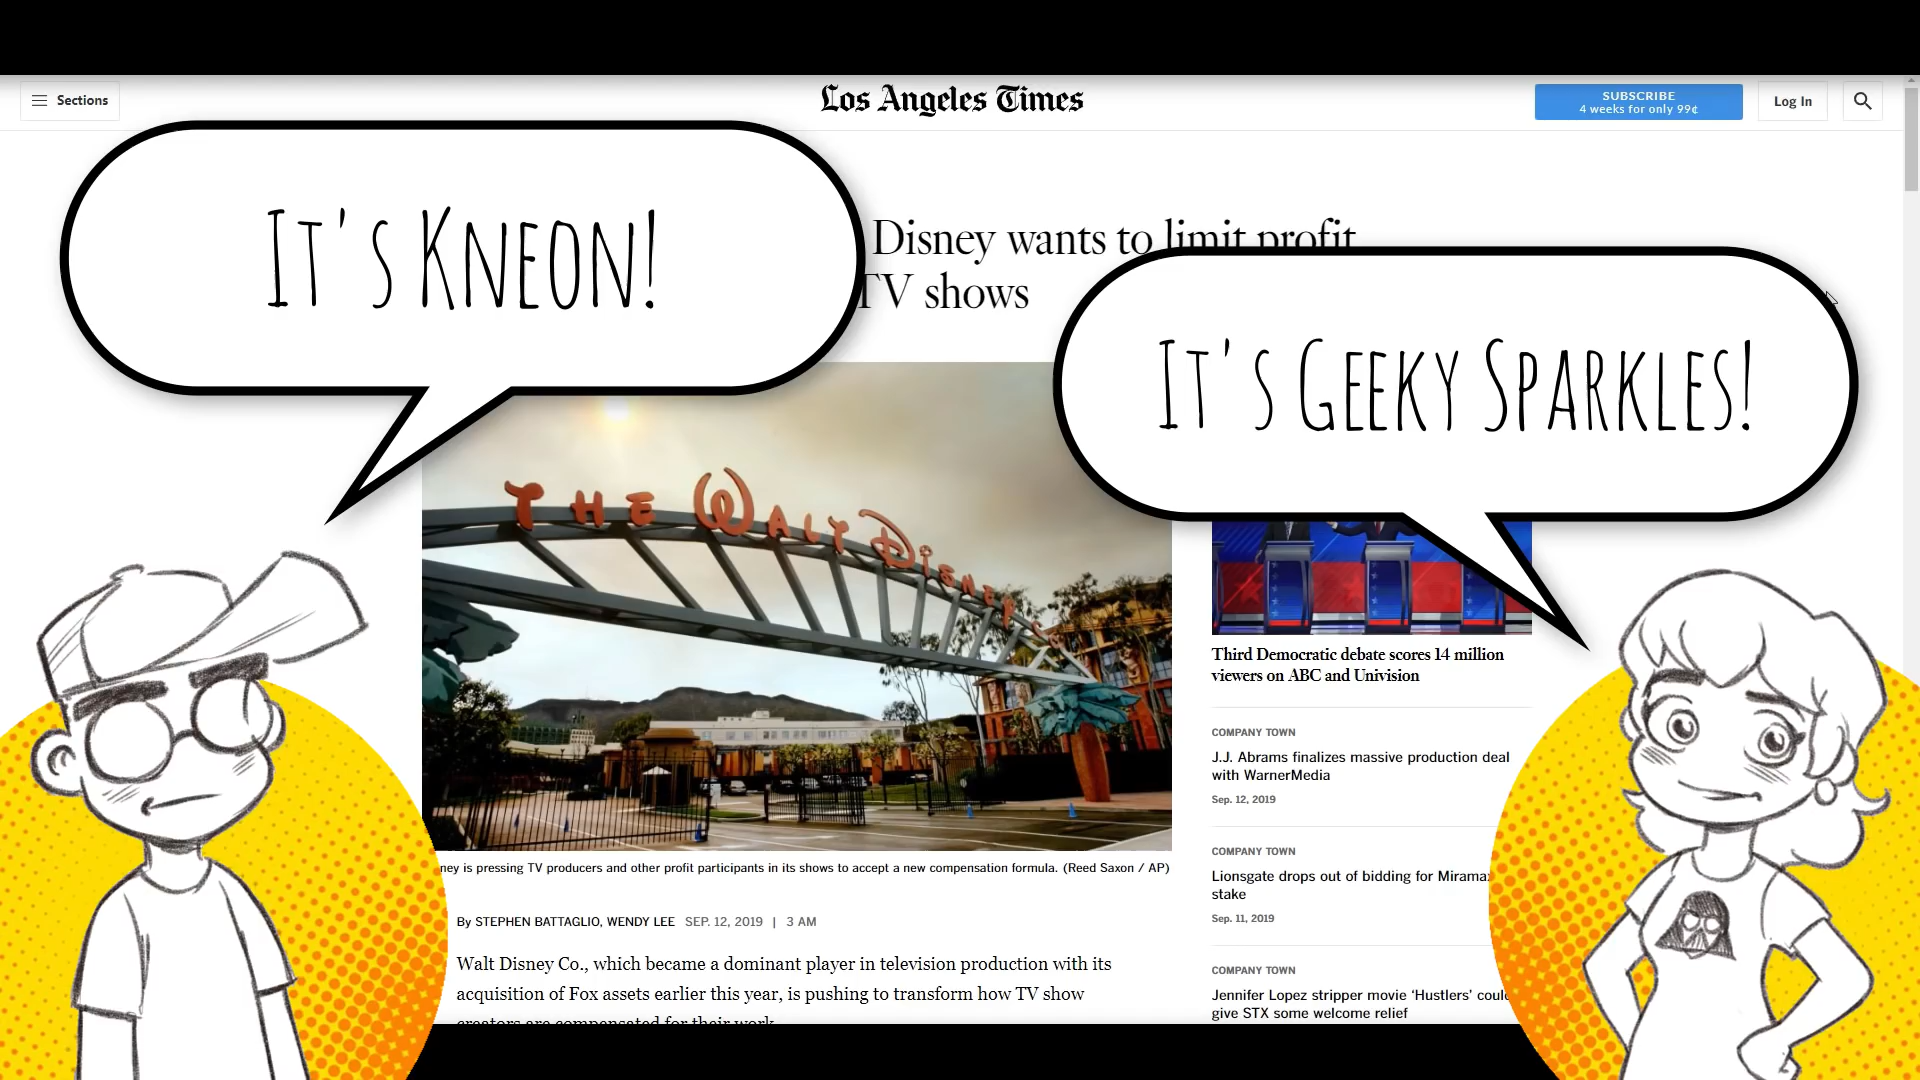 Sections
Los Angeles Times
SUBSCRIBE
4 weeks for only 99¢
Log In
It's Kneon!
Disney wants to limit profit
TV shows
It's Geeky Sparkles!
THE WALT DISNEY
ney is pressing TV producers and other profit participants in its shows to accept a new compensation formula. (Reed Saxon / AP)
By STEPHEN BATTAGLIO, WENDY LEE SEP. 12, 2019 | 3 AM
Walt Disney Co., which became a dominant player in television production with its
acquisition of Fox assets earlier this year, is pushing to transform how TV show
creators are compensated for their work
Third Democratic debate scores 14 million
viewers on ABC and Univision
COMPANY TOWN
J.J. Abrams finalizes massive production deal
with WarnerMedia
Sep. 12, 2019
COMPANY TOWN
Lionsgate drops out of bidding for Miramax
stake
Sep. 11, 2019
COMPANY TOWN
Jennifer Lopez stripper movie ‘Hustlers’ could
give STX some welcome relief